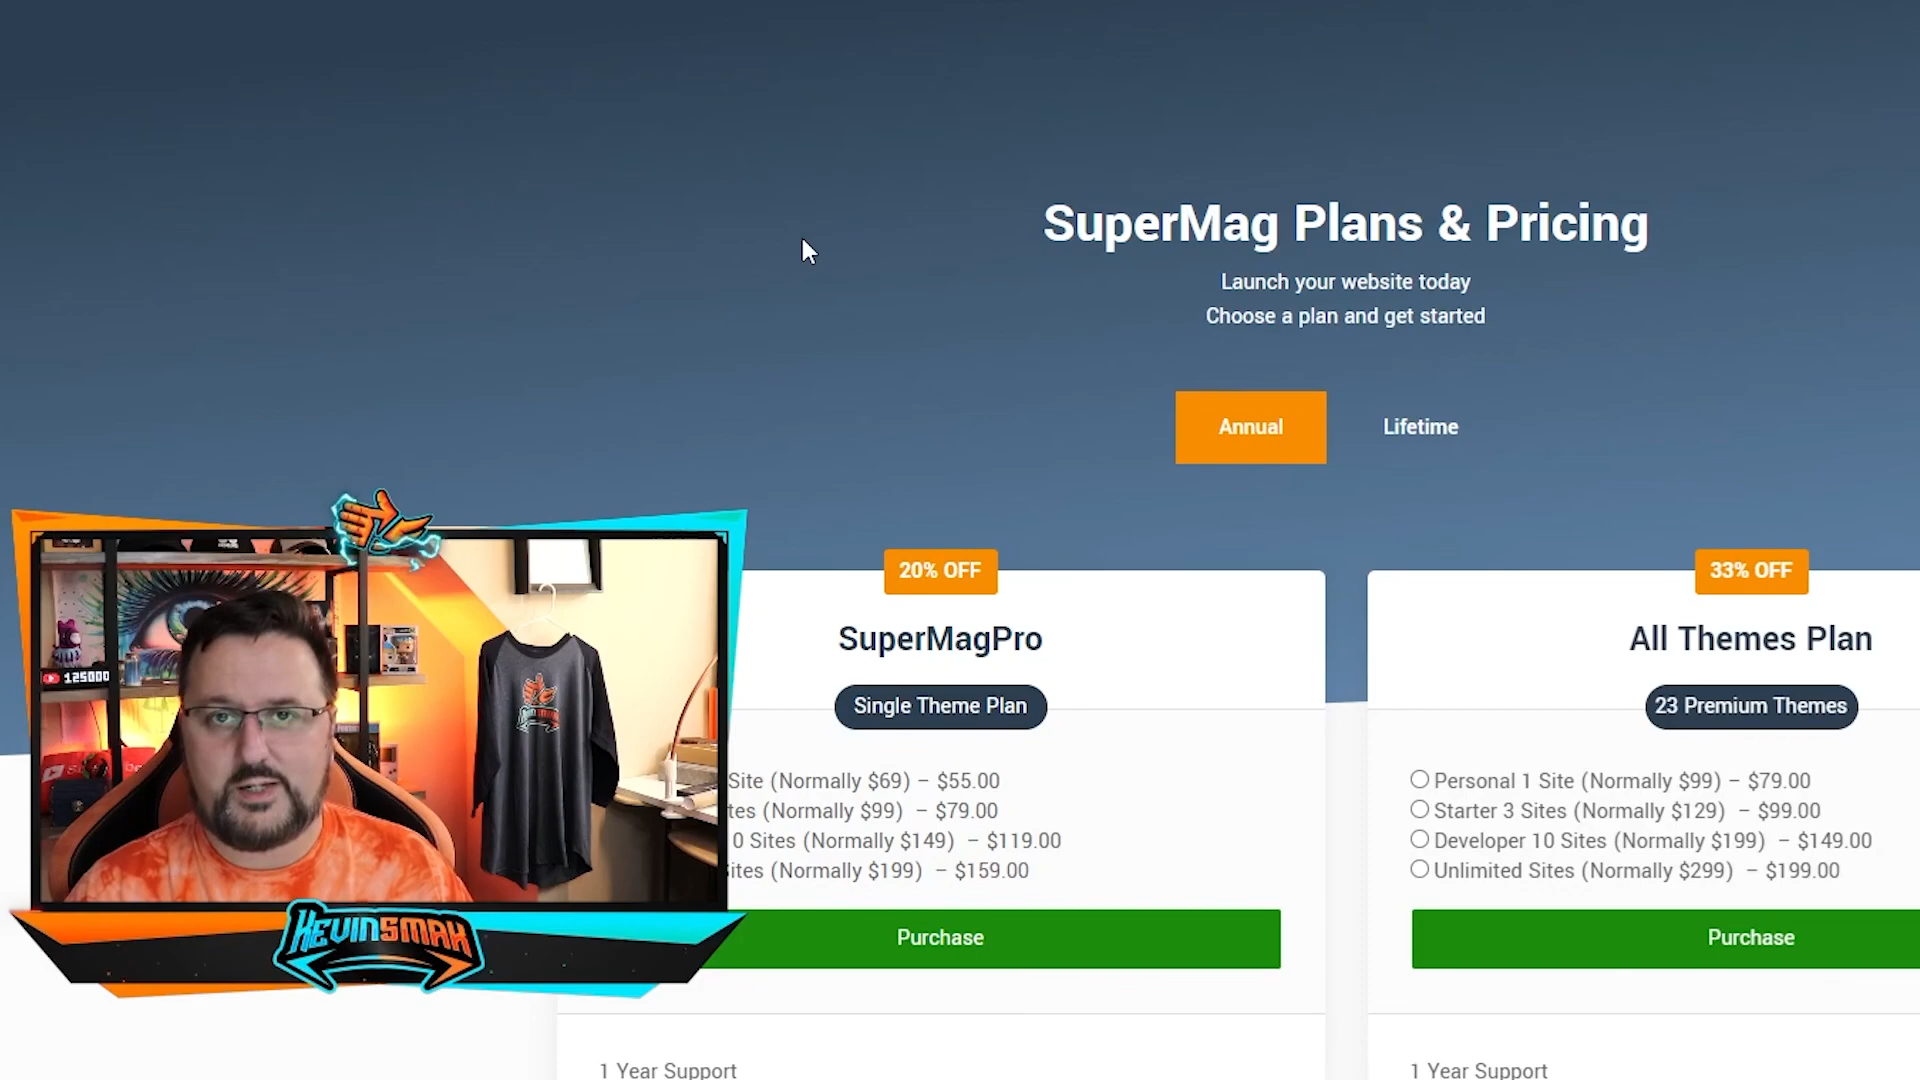 SuperMag Plans & Pricing
Launch your website today
Choose a plan and get started
Annual
Lifetime
20% OFF
SuperMagPro
Single Theme Plan
Site (Normally $69) – $55.00
tes (Normally $99) – $79.00
0 Sites (Normally $149) – $119.00
ites (Normally $199) – $159.00
Purchase
1 Year Support
33% OFF
All Themes Plan
23 Premium Themes
Personal 1 Site (Normally $99) – $79.00
Starter 3 Sites (Normally $129) – $99.00
Developer 10 Sites (Normally $199) – $149.00
Unlimited Sites (Normally $299) – $199.00
Purchase
1 Year Support
125000
KEVINSMAK